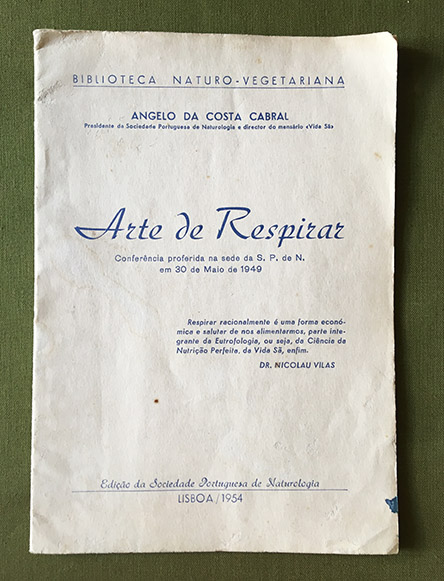 BIBLIOTECA NATURO-VEGETARIANA
ANGELO DA COSTA CABRAL
Presidente da Sociedade Portuguesa de Naturologia e director do mensário «Vida Sã»
Arte de Respirar
Conferência proferida na sede da S. P. de N.
em 30 de Maio de 1949
Respirar racionalmente é uma forma econó-
mica e salutar de nos alimentarmos, parte inte-
grante da Eutrofologia, ou seja, da Ciência da
Nutrição Perfeita, da Vida Sã, enfim.
DR. NICOLAU VILAS
Edição da Sociedade Portuguesa de Naturologia
LISBOA/1954